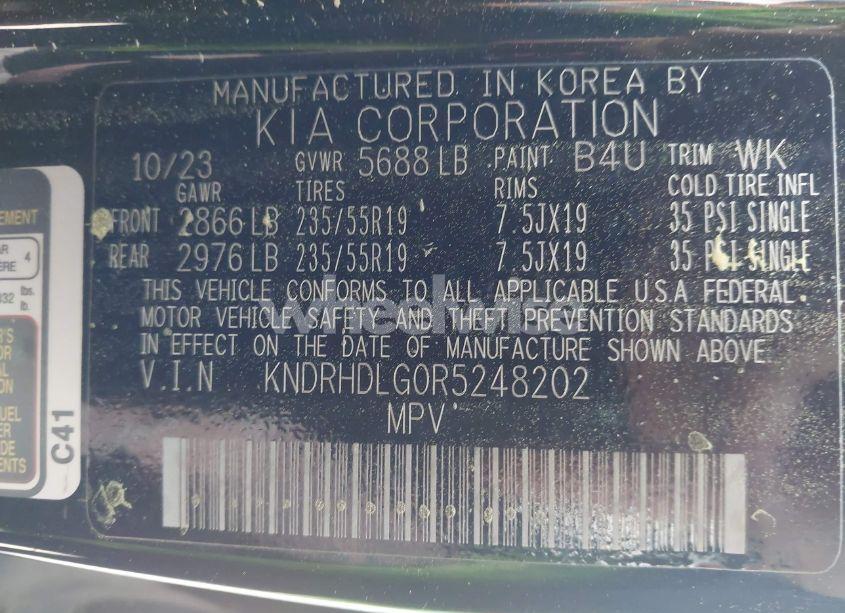 MANUFACTURED IN KOREA BY
KIA CORPORATION
10/23 GVWR 5688 LB PAINT B4U TRIM WK
GAWR TIRES RIMS COLD TIRE INFL
FRONT 2866 LB 235/55R19 7.5JX19 35 PSI SINGLE
REAR 2976 LB 235/55R19 7.5JX19 35 PSI SINGLE
THIS VEHICLE CONFORMS TO ALL APPLICABLE U.S.A FEDERAL
MOTOR VEHICLE SAFETY AND THEFT PREVENTION STANDARDS
IN EFFECT ON THE DATE OF MANUFACTURE SHOWN ABOVE
V.I.N KNDRHDLG0R5248202
MPV
C41
wheelwise